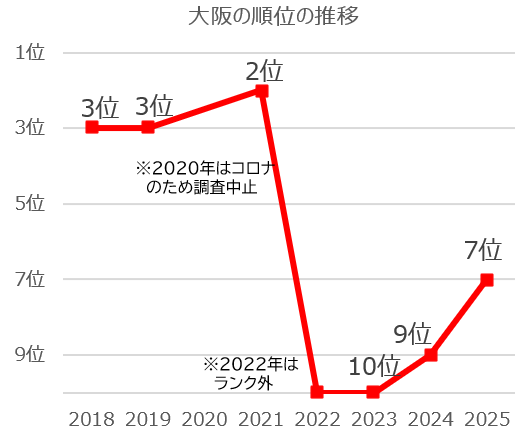 大阪の順位の推移
1位
3位
5位
7位
9位
3位
3位
2位
※2020年はコロナ
のため調査中止
※2022年は
ランク外
10位
9位
7位
2018 2019 2020 2021 2022 2023 2024 2025